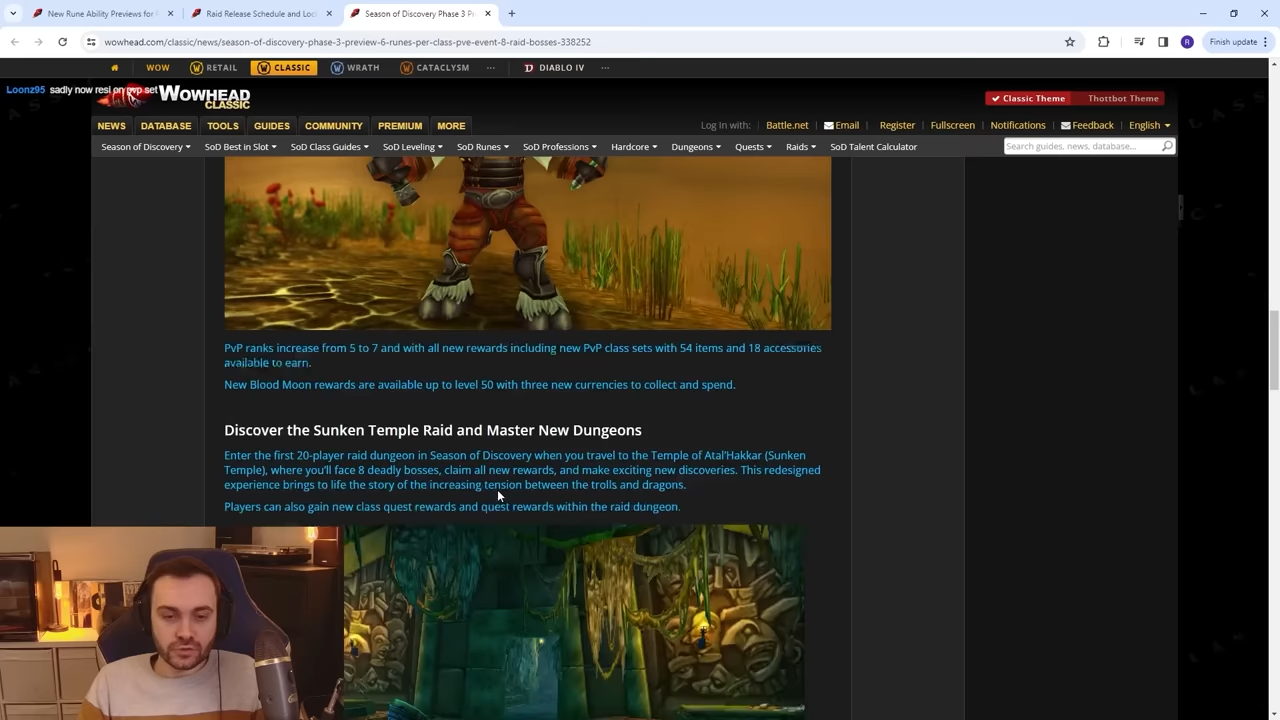 New Rune Ability Previews for
Raid Release Schedule and Loc
Season of Discovery Phase 3 P
wowhead.com/classic/news/season-of-discovery-phase-3-preview-6-runes-per-class-pve-event-8-raid-bosses-338252
R
Finish update
WOW
RETAIL
CLASSIC
WRATH
CATACLYSM
DIABLO IV
Loonz95 sadly now resi on pvp set
WOWHEAD
CLASSIC
Classic Theme
Thottbot Theme
NEWS DATABASE TOOLS GUIDES COMMUNITY PREMIUM MORE
Log In with: Battle.net Email Register Fullscreen Notifications Feedback English
Season of Discovery SoD Best in Slot SoD Class Guides SoD Leveling SoD Runes SoD Professions Hardcore Dungeons Quests Raids SoD Talent Calculator
Search guides, news, database...
PvP ranks increase from 5 to 7 and with all new rewards including new PvP class sets with 54 items and 18 accessories
available to earn.
New Blood Moon rewards are available up to level 50 with three new currencies to collect and spend.
Discover the Sunken Temple Raid and Master New Dungeons
Enter the first 20-player raid dungeon in Season of Discovery when you travel to the Temple of Atal'Hakkar (Sunken
Temple), where you'll face 8 deadly bosses, claim all new rewards, and make exciting new discoveries. This redesigned
experience brings to life the story of the increasing tension between the trolls and dragons.
Players can also gain new class quest rewards and quest rewards within the raid dungeon.